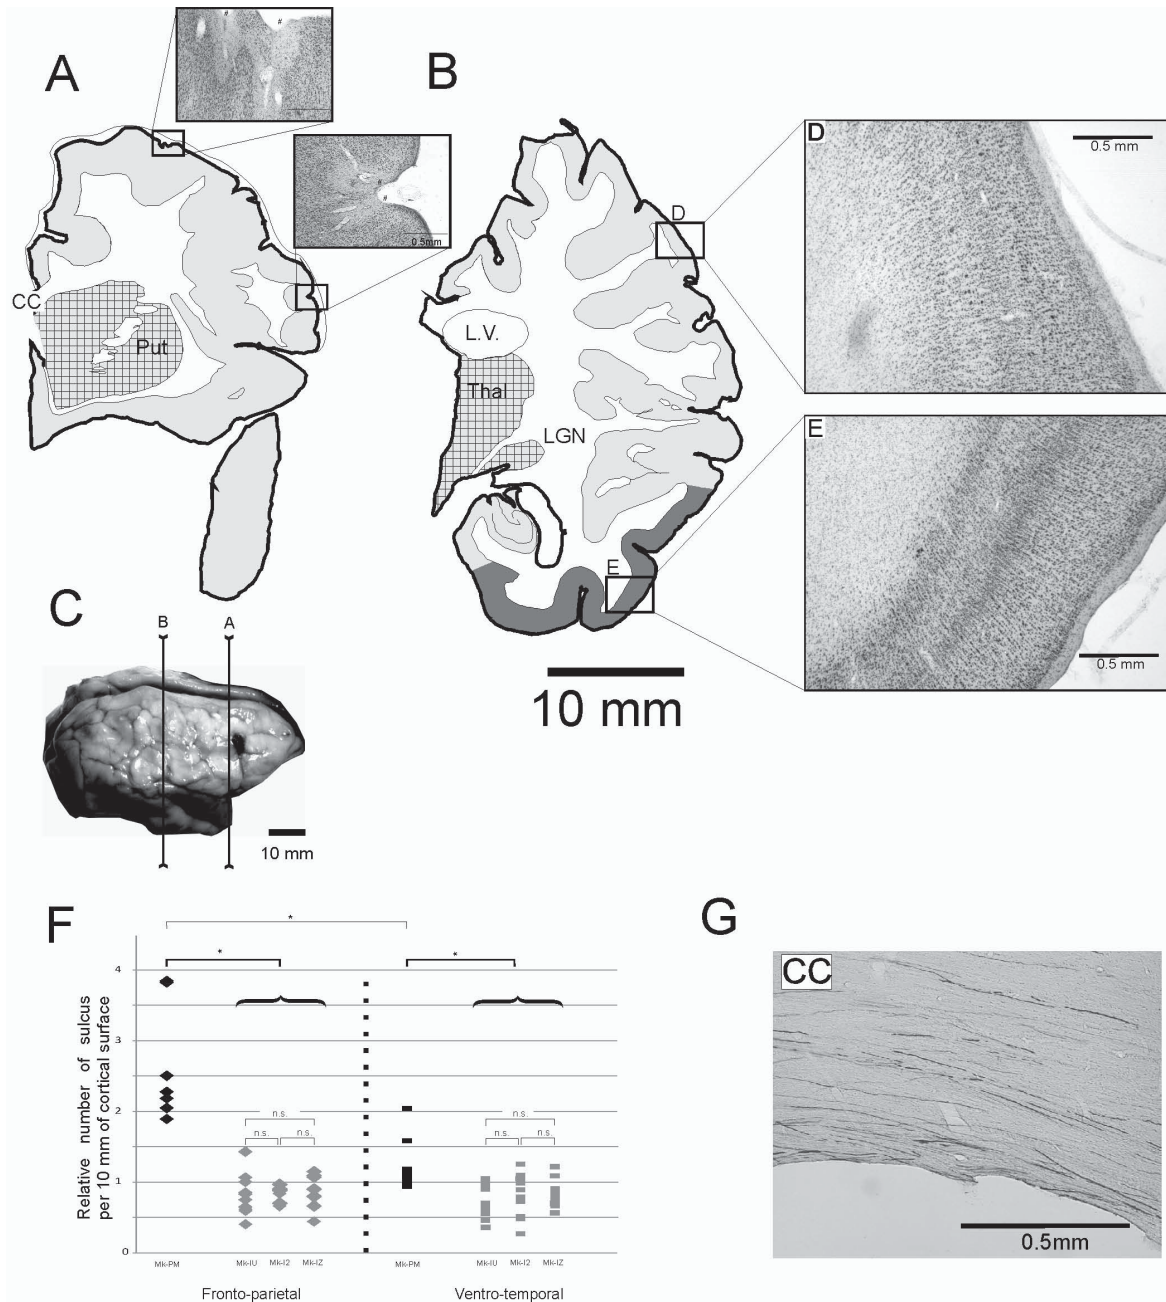 A
#
#
#
#
0.5mm
CC
Put
B
D
L.V.
Thal
LGN
E
10 mm
D
0.5 mm
E
0.5 mm
C
B
A
10 mm
F
*
*
*
4
3
2
1
0
Relative number of sulcus
per 10 mm of cortical surface
n.s.
n.s.
n.s.
n.s.
n.s.
n.s.
Mk-PM
Mk-IU
Mk-I2
Mk-IZ
Mk-PM
Mk-IU
Mk-I2
Mk-IZ
Fronto-parietal
Ventro-temporal
G
CC
0.5mm